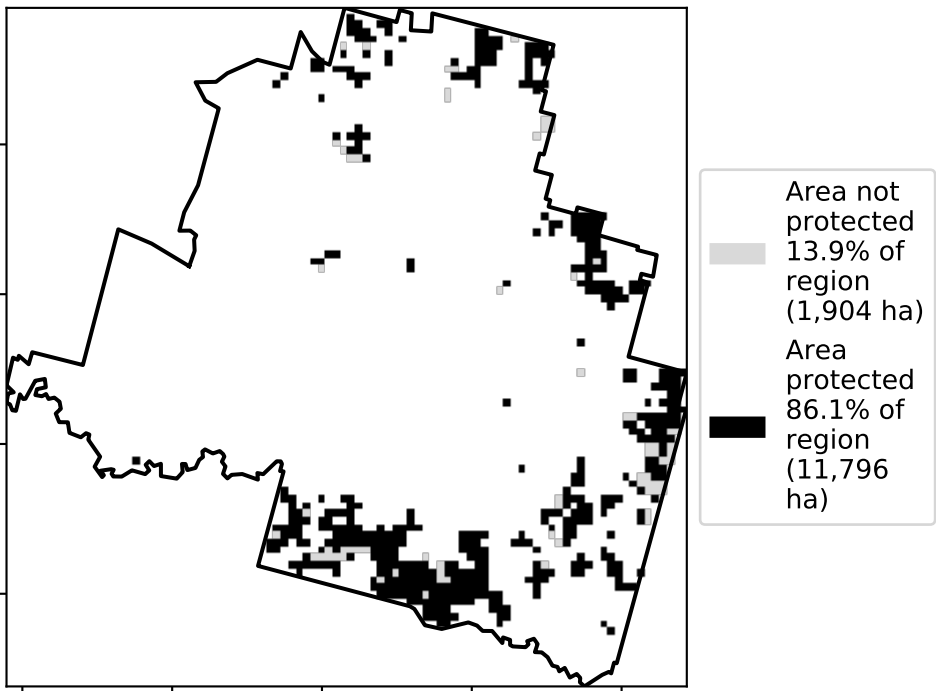 Area not
protected
13.9% of
region
(1,904 ha)
Area
protected
86.1% of
region
(11,796
ha)